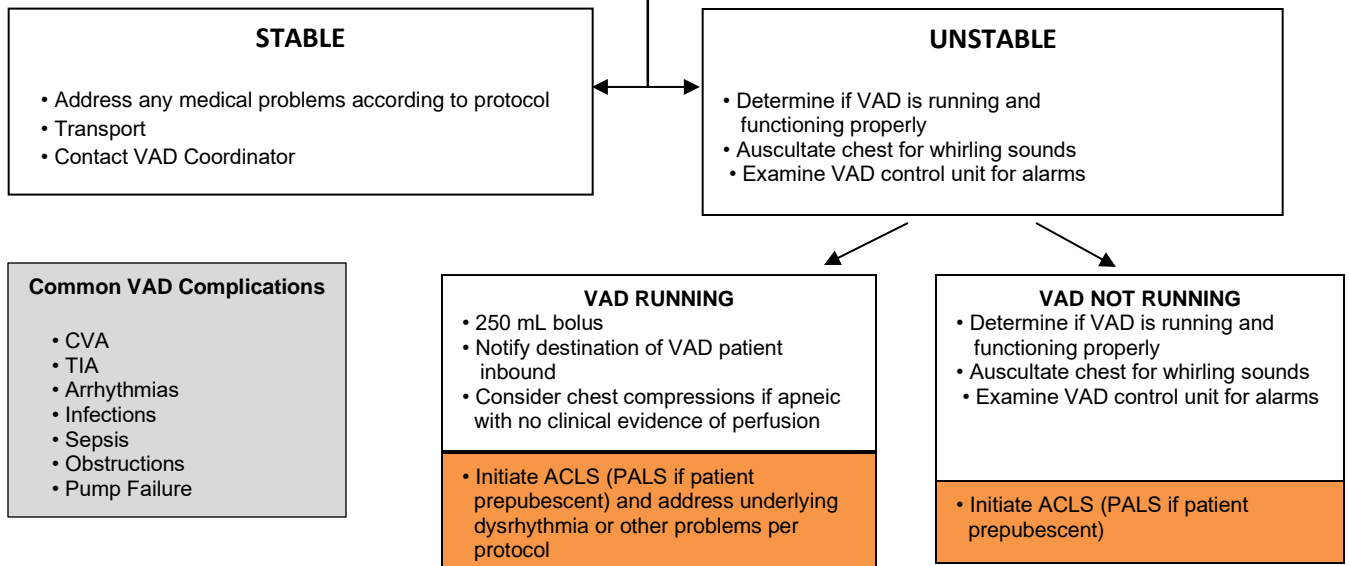 STABLE
• Address any medical problems according to protocol
• Transport
• Contact VAD Coordinator
UNSTABLE
• Determine if VAD is running and
functioning properly
• Auscultate chest for whirling sounds
• Examine VAD control unit for alarms
Common VAD Complications
• CVA
• TIA
• Arrhythmias
• Infections
• Sepsis
• Obstructions
• Pump Failure
VAD RUNNING
• 250 mL bolus
• Notify destination of VAD patient
inbound
• Consider chest compressions if apneic
with no clinical evidence of perfusion
• Initiate ACLS (PALS if patient
prepubescent) and address underlying
dysrhythmia or other problems per
protocol
VAD NOT RUNNING
• Determine if VAD is running and
functioning properly
• Auscultate chest for whirling sounds
• Examine VAD control unit for alarms
• Initiate ACLS (PALS if patient
prepubescent)